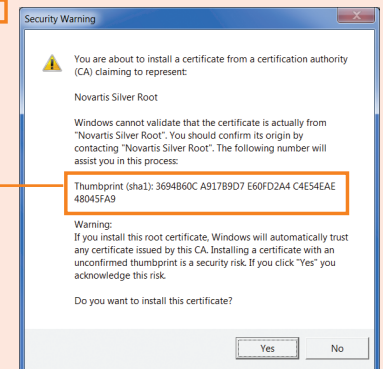 Security Warning
You are about to install a certificate from a certification authority
(CA) claiming to represent:
Novartis Silver Root
Windows cannot validate that the certificate is actually from
"Novartis Silver Root". You should confirm its origin by
contacting "Novartis Silver Root". The following number will
assist you in this process:
Thumbprint (sha1): 3694B60C A917B9D7 E60FD2A4 C4E54EAE
48045FA9
Warning:
If you install this root certificate, Windows will automatically trust
any certificate issued by this CA. Installing a certificate with an
unconfirmed thumbprint is a security risk. If you click "Yes" you
acknowledge this risk.
Do you want to install this certificate?
Yes No